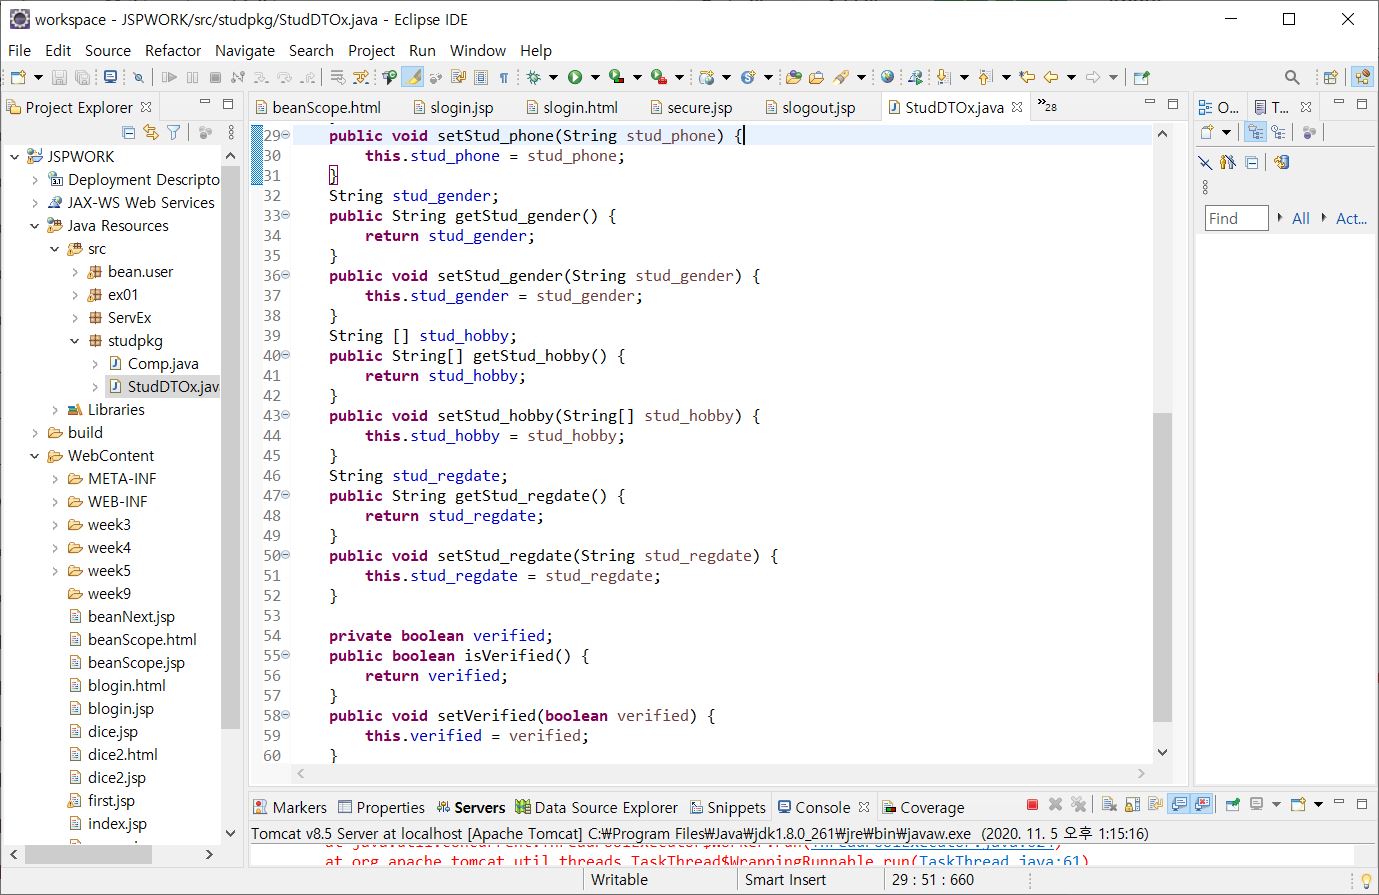 workspace - JSPWORK/src/studpkg/StudDTOx.java - Eclipse IDE
File Edit Source Refactor Navigate Search Project Run Window Help
Project Explorer
JSPWORK
Deployment Descripto
JAX-WS Web Services
Java Resources
src
bean.user
ex01
ServEx
studpkg
Comp.java
StudDTOx.jav
Libraries
build
WebContent
META-INF
WEB-INF
week3
week4
week5
week9
beanNext.jsp
beanScope.html
beanScope.jsp
blogin.html
blogin.jsp
dice.jsp
dice2.html
dice2.jsp
first.jsp
index.jsp
beanScope.html slogin.jsp slogin.html secure.jsp slogout.jsp StudDTOx.java »28
29 public void setStud_phone(String stud_phone) {
30 this.stud_phone = stud_phone;
31 }
32 String stud_gender;
33 public String getStud_gender() {
34 return stud_gender;
35 }
36 public void setStud_gender(String stud_gender) {
37 this.stud_gender = stud_gender;
38 }
39 String [] stud_hobby;
40 public String[] getStud_hobby() {
41 return stud_hobby;
42 }
43 public void setStud_hobby(String[] stud_hobby) {
44 this.stud_hobby = stud_hobby;
45 }
46 String stud_regdate;
47 public String getStud_regdate() {
48 return stud_regdate;
49 }
50 public void setStud_regdate(String stud_regdate) {
51 this.stud_regdate = stud_regdate;
52 }
53
54 private boolean verified;
55 public boolean isVerified() {
56 return verified;
57 }
58 public void setVerified(boolean verified) {
59 this.verified = verified;
60 }
O... T...
Find All Act...
Markers Properties Servers Data Source Explorer Snippets Console Coverage
Tomcat v8.5 Server at localhost [Apache Tomcat] C:₩Program Files₩Java₩jdk1.8.0_261₩jre₩bin₩javaw.exe (2020. 11. 5 오후 1:15:16)
at org.apache.tomcat.util.threads.TaskThread$WrappingRunnable.run(TaskThread.java:61)
Writable Smart Insert 29 : 51 : 660